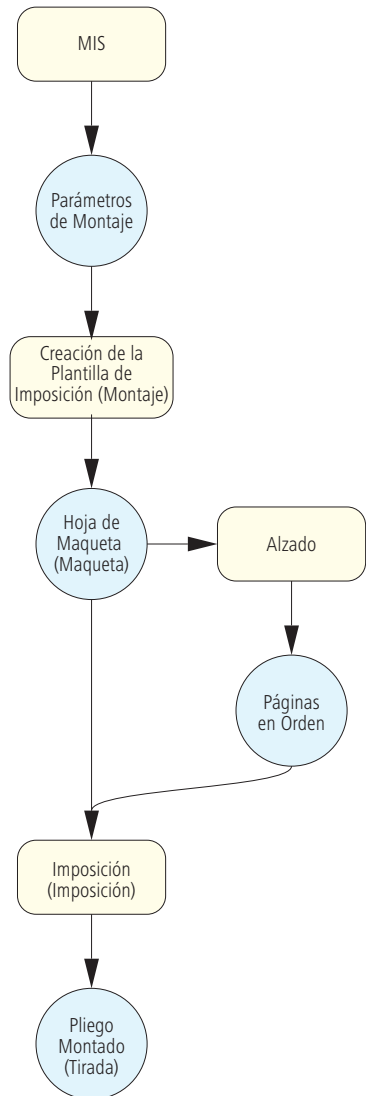 MIS
Parámetros
de Montaje
Creación de la
Plantilla de
Imposición (Montaje)
Hoja de
Maqueta
(Maqueta)
Alzado
Páginas
en Orden
Imposición
(Imposición)
Pliego
Montado
(Tirada)